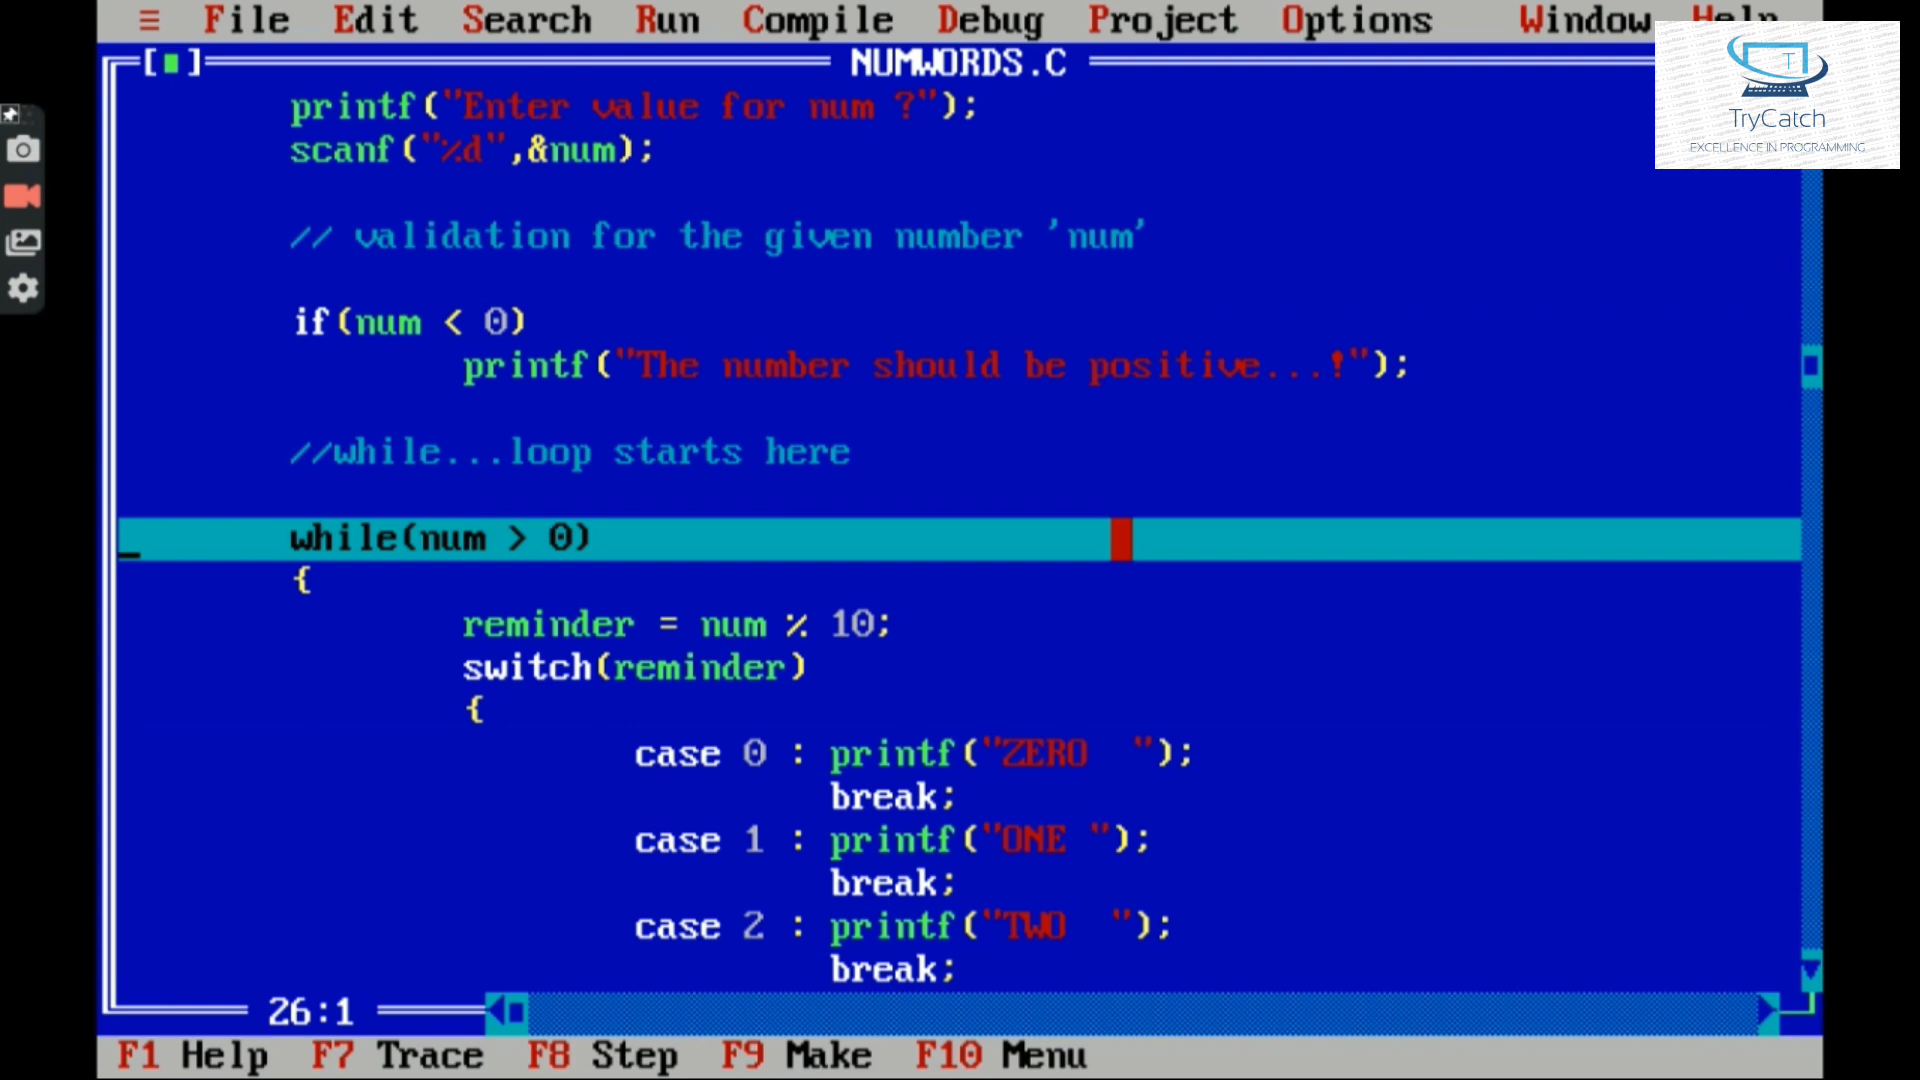 ≡ File Edit Search Run Compile Debug Project Options Window Help
[■] NUMWORDS.C
printf("Enter value for num ?");
scanf("%d",&num);
// validation for the given number 'num'
if(num < 0)
printf("The number should be positive...!");
//while...loop starts here
while(num > 0)
{
reminder = num % 10;
switch(reminder)
{
case 0 : printf("ZERO  ");
break;
case 1 : printf("ONE ");
break;
case 2 : printf("TWO  ");
break;
26:1
F1 Help F7 Trace F8 Step F9 Make F10 Menu
T
TryCatch
EXCELLENCE IN PROGRAMMING